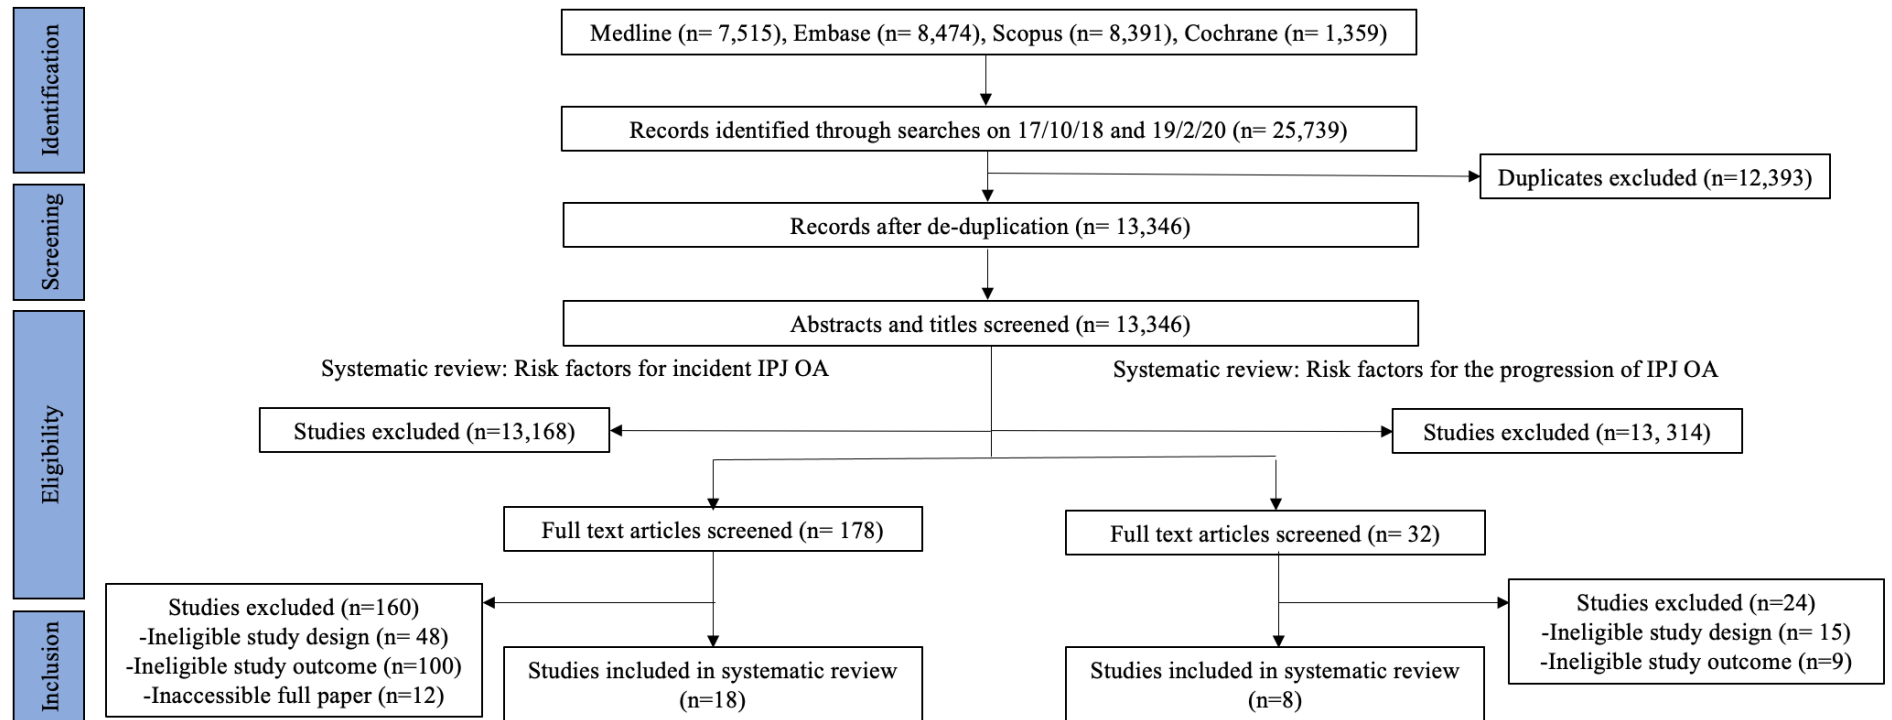 Identification
Medline (n= 7,515), Embase (n= 8,474), Scopus (n= 8,391), Cochrane (n= 1,359)
Records identified through searches on 17/10/18 and 19/2/20 (n= 25,739)
Duplicates excluded (n=12,393)
Screening
Records after de-duplication (n= 13,346)
Eligibility
Abstracts and titles screened (n= 13,346)
Systematic review: Risk factors for incident IPJ OA
Systematic review: Risk factors for the progression of IPJ OA
Studies excluded (n=13,168)
Studies excluded (n=13, 314)
Full text articles screened (n= 178)
Full text articles screened (n= 32)
Studies excluded (n=160)
-Ineligible study design (n= 48)
-Ineligible study outcome (n=100)
-Inaccessible full paper (n=12)
Studies excluded (n=24)
-Ineligible study design (n= 15)
-Ineligible study outcome (n=9)
Inclusion
Studies included in systematic review
(n=18)
Studies included in systematic review
(n=8)